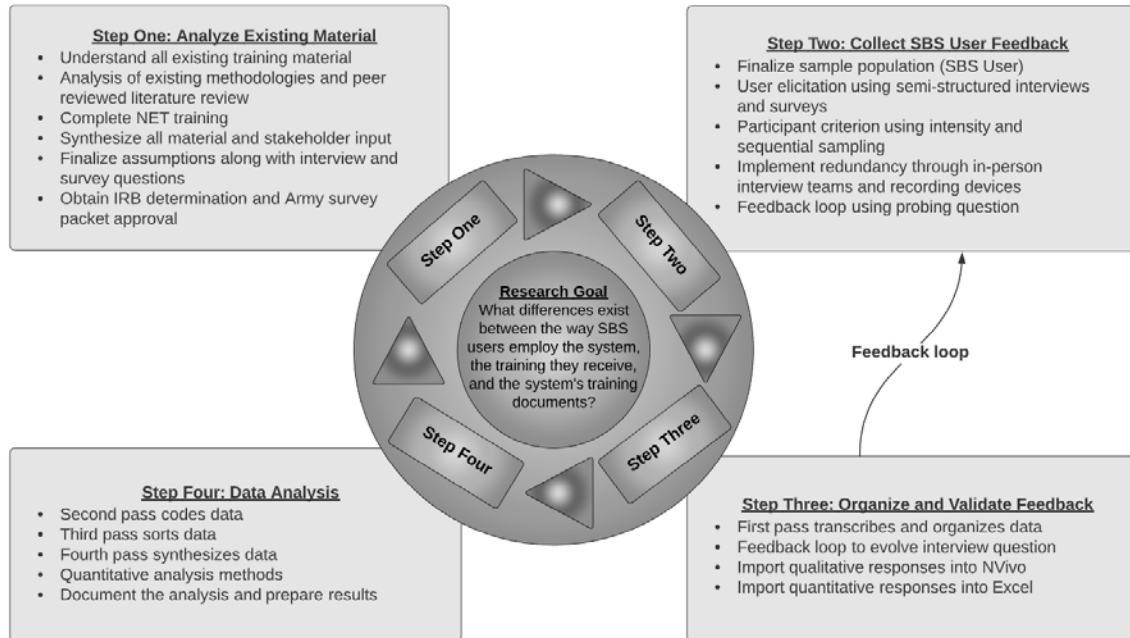 Step One: Analyze Existing Material
• Understand all existing training material
• Analysis of existing methodologies and peer
reviewed literature review
• Complete NET training
• Synthesize all material and stakeholder input
• Finalize assumptions along with interview and
survey questions
• Obtain IRB determination and Army survey
packet approval
Step Two: Collect SBS User Feedback
• Finalize sample population (SBS User)
• User elicitation using semi-structured interviews
and surveys
• Participant criterion using intensity and
sequential sampling
• Implement redundancy through in-person
interview teams and recording devices
• Feedback loop using probing question
Step One
Step Two
Research Goal
What differences exist
between the way SBS
users employ the system,
the training they receive,
and the system's training
documents?
Feedback loop
Step Four
Step Three
Step Four: Data Analysis
• Second pass codes data
• Third pass sorts data
• Fourth pass synthesizes data
• Quantitative analysis methods
• Document the analysis and prepare results
Step Three: Organize and Validate Feedback
• First pass transcribes and organizes data
• Feedback loop to evolve interview question
• Import qualitative responses into NVivo
• Import quantitative responses into Excel